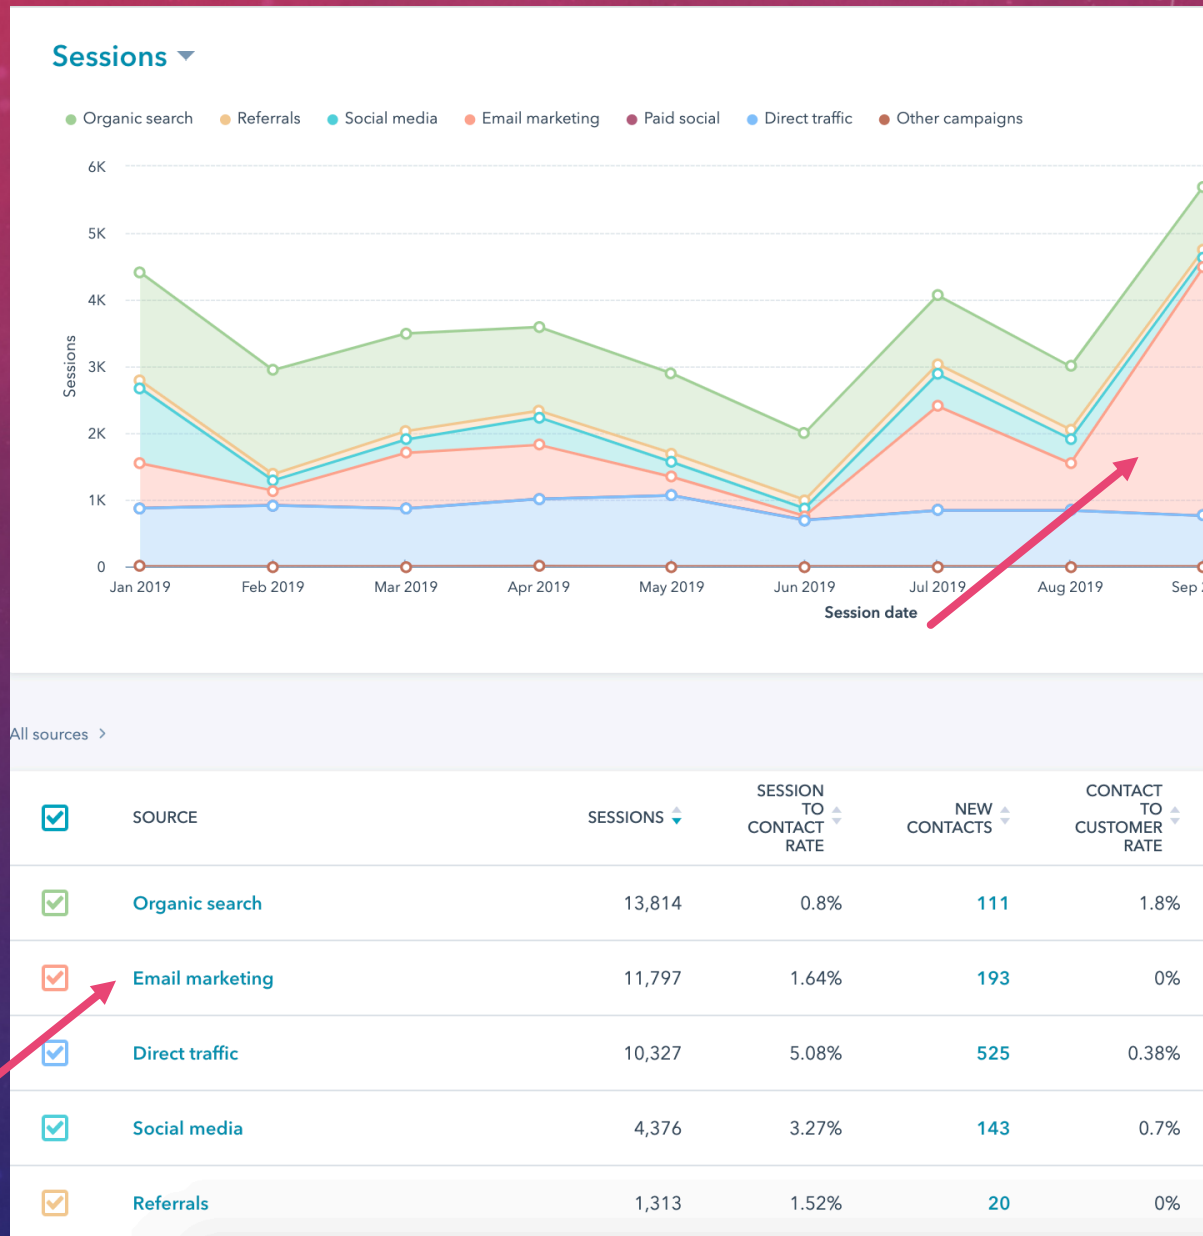 Sessions
Organic search Referrals Social media Email marketing Paid social Direct traffic Other campaigns
6K
5K
4K
3K
2K
1K
0
Sessions
Jan 2019 Feb 2019 Mar 2019 Apr 2019 May 2019 Jun 2019 Jul 2019 Aug 2019 Sep
Session date
All sources
SOURCE SESSIONS SESSION TO CONTACT RATE NEW CONTACTS CONTACT TO CUSTOMER RATE
Organic search 13,814 0.8% 111 1.8%
Email marketing 11,797 1.64% 193 0%
Direct traffic 10,327 5.08% 525 0.38%
Social media 4,376 3.27% 143 0.7%
Referrals 1,313 1.52% 20 0%